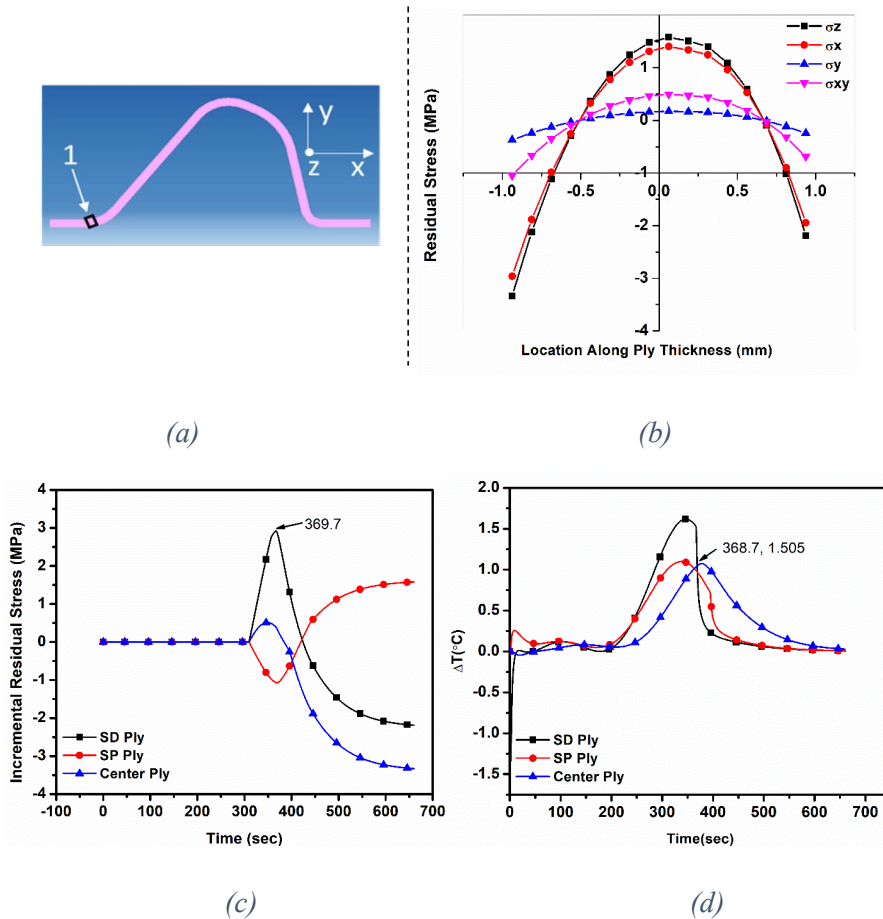 1
y
z
x
(a)
Residual Stress (MPa)
1
0
-1
-2
-3
-4
-1.0
-0.5
0.0
0.5
1.0
σz
σx
σy
σxy
Location Along Ply Thickness (mm)
(b)
Incremental Residual Stress (MPa)
4
3
2
1
0
-1
-2
-3
-4
369.7
SD Ply
SP Ply
Center Ply
-100 0 100 200 300 400 500 600 700
Time (sec)
(c)
ΔT(°C)
2.0
1.5
1.0
0.5
0.0
-0.5
-1.0
-1.5
368.7, 1.505
SD Ply
SP Ply
Center Ply
0 100 200 300 400 500 600 700
Time(sec)
(d)